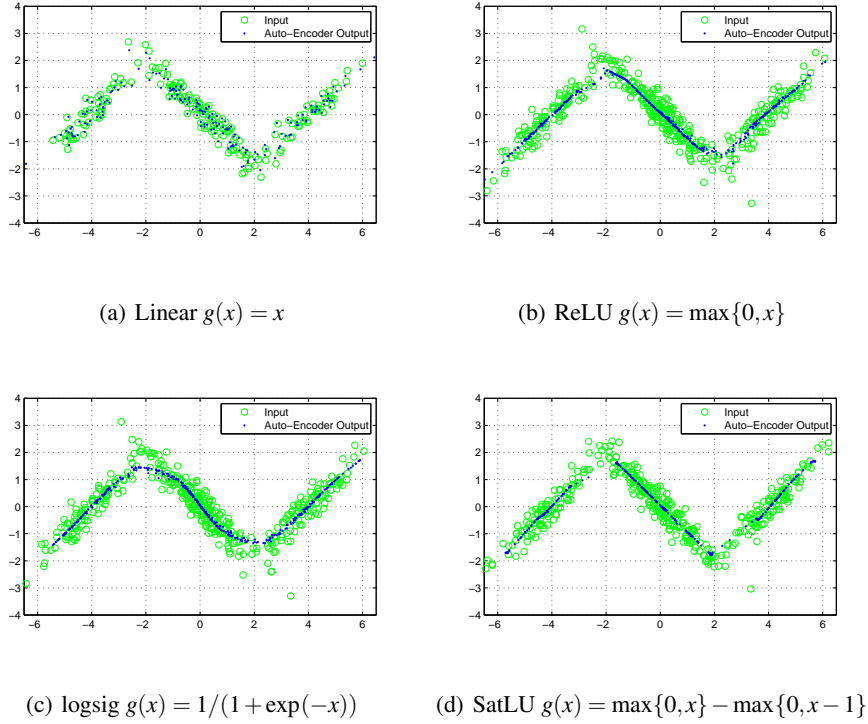 4
3
2
1
0
−1
−2
−3
−4
−6 −4 −2 0 2 4 6
Input
Auto−Encoder Output
(a) Linear g(x) = x
4
3
2
1
0
−1
−2
−3
−4
−6 −4 −2 0 2 4 6
Input
Auto−Encoder Output
(b) ReLU g(x) = max{0,x}
4
3
2
1
0
−1
−2
−3
−4
−6 −4 −2 0 2 4 6
Input
Auto−Encoder Output
(c) logsig g(x) = 1/(1+exp(−x))
4
3
2
1
0
−1
−2
−3
−4
−6 −4 −2 0 2 4 6
Input
Auto−Encoder Output
(d) SatLU g(x) = max{0,x}−max{0,x−1}